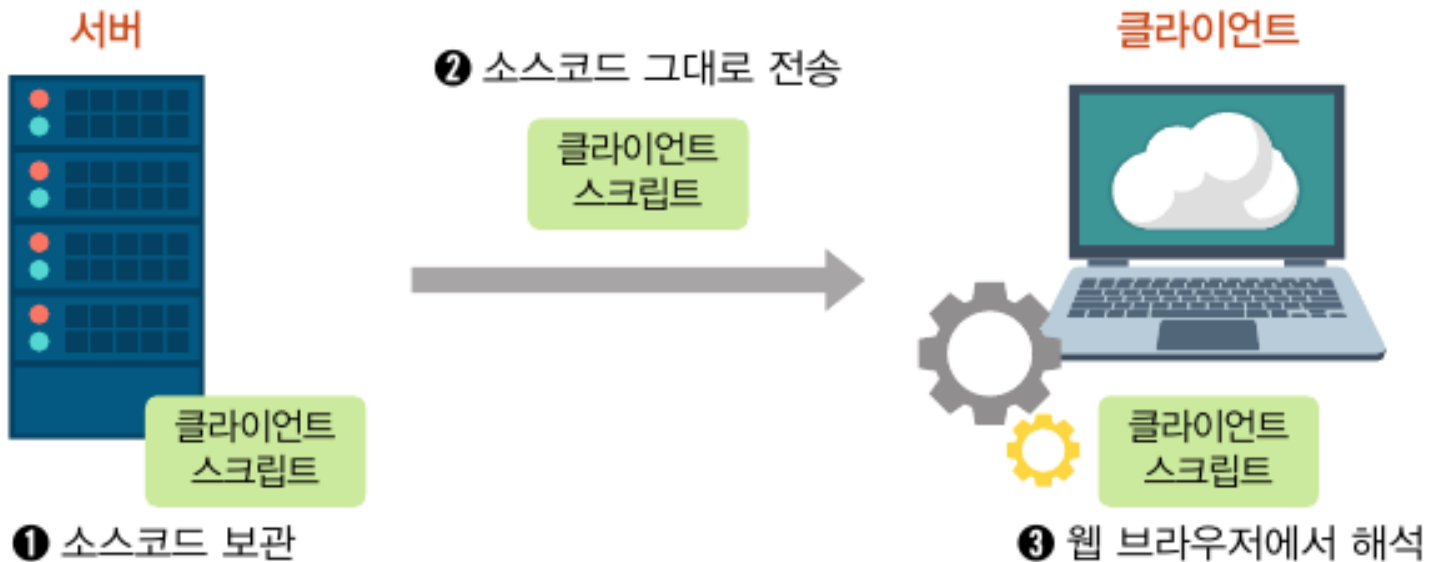 서버
클라이언트
❷ 소스코드 그대로 전송
클라이언트
스크립트
클라이언트
스크립트
클라이언트
스크립트
❶ 소스코드 보관
❸ 웹 브라우저에서 해석